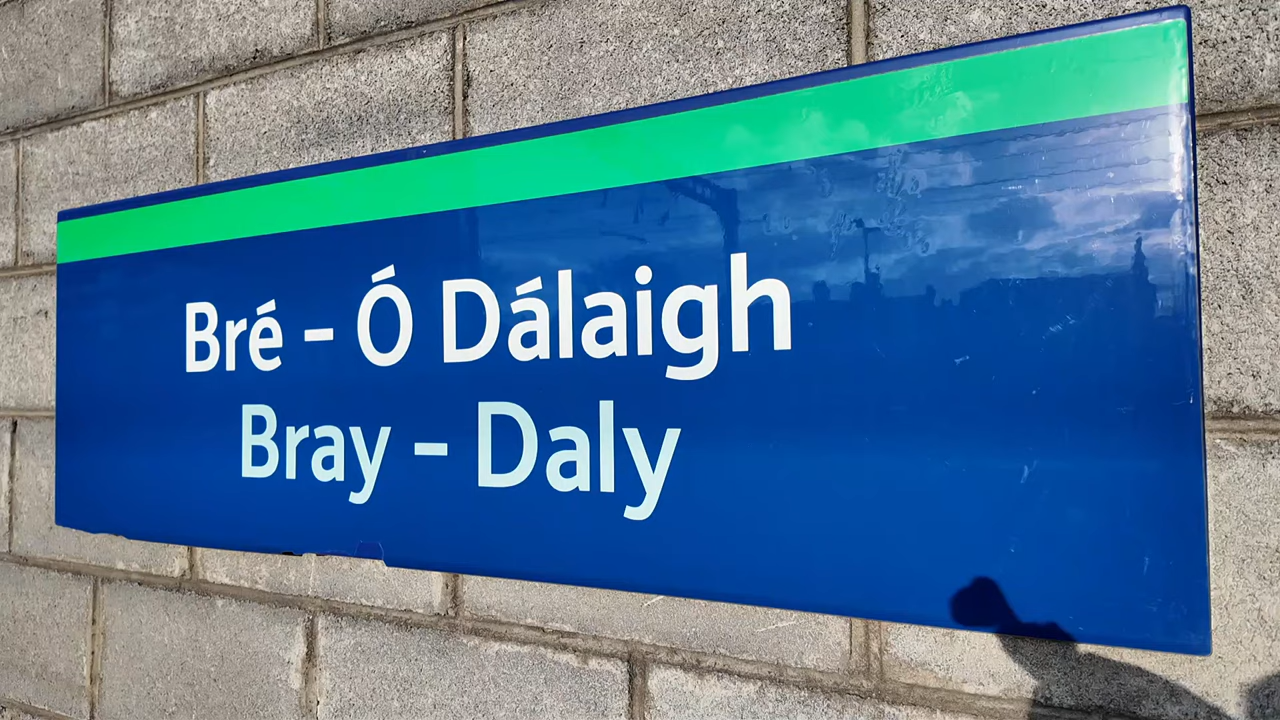 Bré – Ó Dálaigh
Bray – Daly